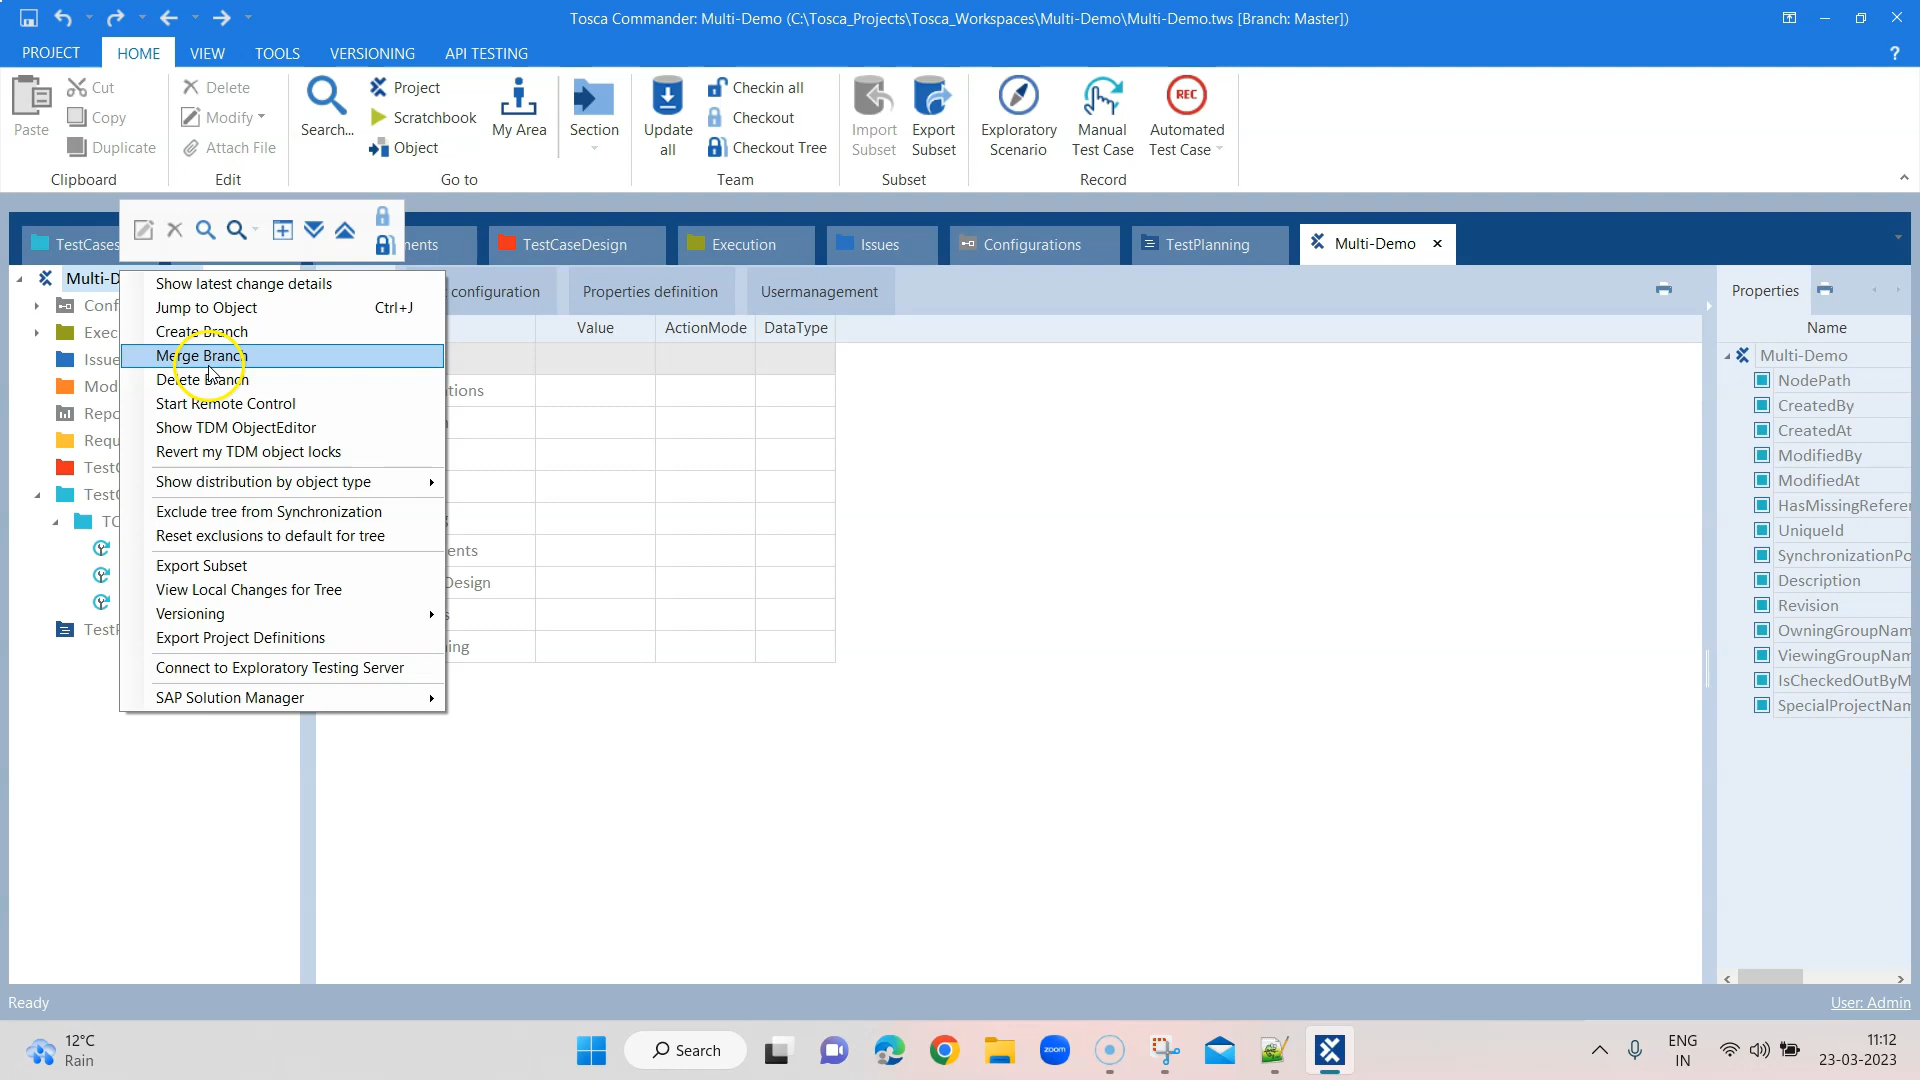 Tosca Commander: Multi-Demo (C:\Tosca_Projects\Tosca_Workspaces\Multi-Demo\Multi-Demo.tws [Branch: Master])
PROJECT HOME VIEW TOOLS VERSIONING API TESTING
Paste
Cut
Copy
Duplicate
Clipboard
Delete
Modify
Attach File
Edit
Search...
Project
Scratchbook
Object
My Area
Go to
Section
Update
all
Checkin all
Checkout
Checkout Tree
Team
Import
Subset
Export
Subset
Subset
Exploratory
Scenario
Manual
Test Case
REC
Automated
Test Case
Record
TestCases
ments
TestCaseDesign
Execution
Issues
Configurations
TestPlanning
Multi-Demo
Multi-D
Conf
Exec
Issue
Mod
Repo
Requ
TestC
TestC
TC
TestP
Show latest change details
Jump to Object Ctrl+J
Create Branch
Merge Branch
Delete Branch
Start Remote Control
Show TDM ObjectEditor
Revert my TDM object locks
Show distribution by object type
Exclude tree from Synchronization
Reset exclusions to default for tree
Export Subset
View Local Changes for Tree
Versioning
Export Project Definitions
Connect to Exploratory Testing Server
SAP Solution Manager
configuration
Properties definition
Usermanagement
Value ActionMode DataType
ations
ents
Design
s
ing
Properties
Name
Multi-Demo
NodePath
CreatedBy
CreatedAt
ModifiedBy
ModifiedAt
HasMissingReferen
UniqueId
SynchronizationPo
Description
Revision
OwningGroupNam
ViewingGroupNam
IsCheckedOutByM
SpecialProjectNam
Ready
User: Admin
12°C
Rain
Search
zoom
ENG
IN
11:12
23-03-2023